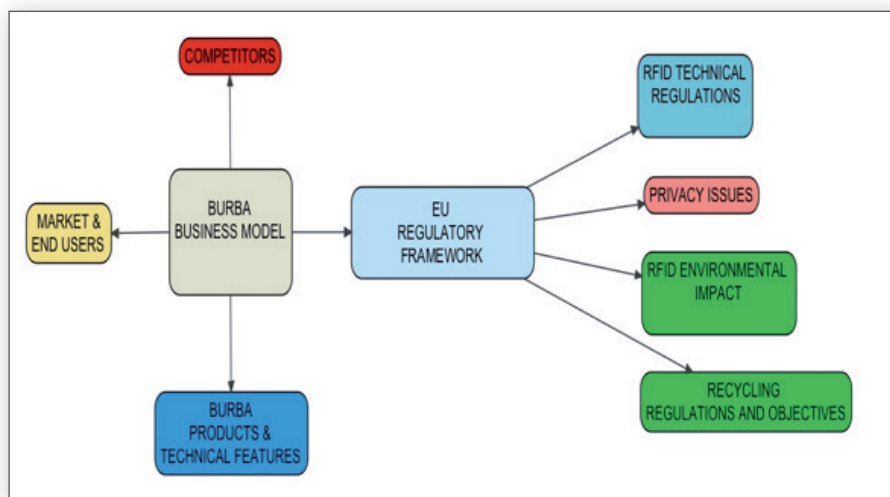 COMPETITORS
RFID TECHNICAL
REGULATIONS
MARKET &
END USERS
BURBA
BUSINESS MODEL
EU
REGULATORY
FRAMEWORK
PRIVACY ISSUES
RFID ENVIRONMENTAL
IMPACT
BURBA
PRODUCTS &
TECHNICAL FEATURES
RECYCLING
REGULATIONS AND OBJECTIVES